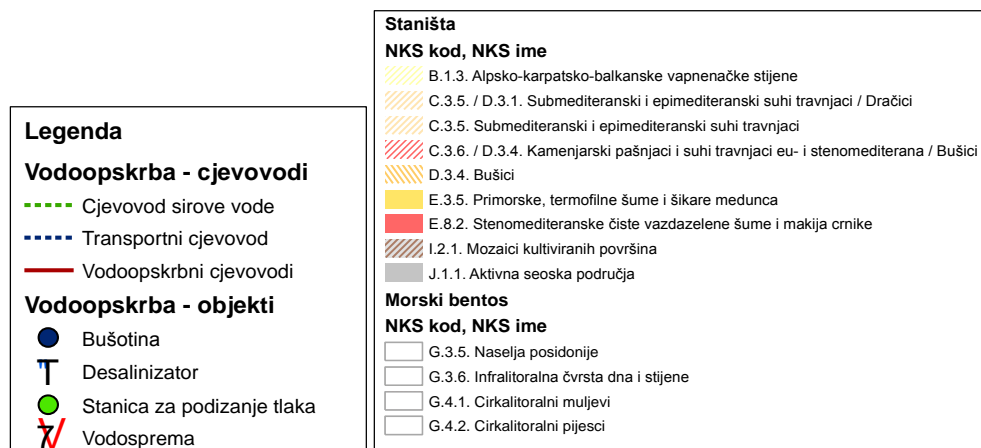 Legenda
Vodoopskrba - cjevovodi
Cjevovod sirove vode
Transportni cjevovod
Vodoopskrbni cjevovodi
Vodoopskrba - objekti
Bušotina
Desalinizator
Stanica za podizanje tlaka
Vodosprema
Staništa
NKS kod, NKS ime
B.1.3. Alpsko-karpatsko-balkanske vapnenačke stijene
C.3.5. / D.3.1. Submediteranski i epimediteranski suhi travnjaci / Dračici
C.3.5. Submediteranski i epimediteranski suhi travnjaci
C.3.6. / D.3.4. Kamenjarski pašnjaci i suhi travnjaci eu- i stenomediterana / Bušici
D.3.4. Bušici
E.3.5. Primorske, termofilne šume i šikare medunca
E.8.2. Stenomediteranske čiste vazdazelene šume i makija crnike
I.2.1. Mozaici kultiviranih površina
J.1.1. Aktivna seoska područja
Morski bentos
NKS kod, NKS ime
G.3.5. Naselja posidonije
G.3.6. Infralitoralna čvrsta dna i stijene
G.4.1. Cirkalitoralni muljevi
G.4.2. Cirkalitoralni pijesci